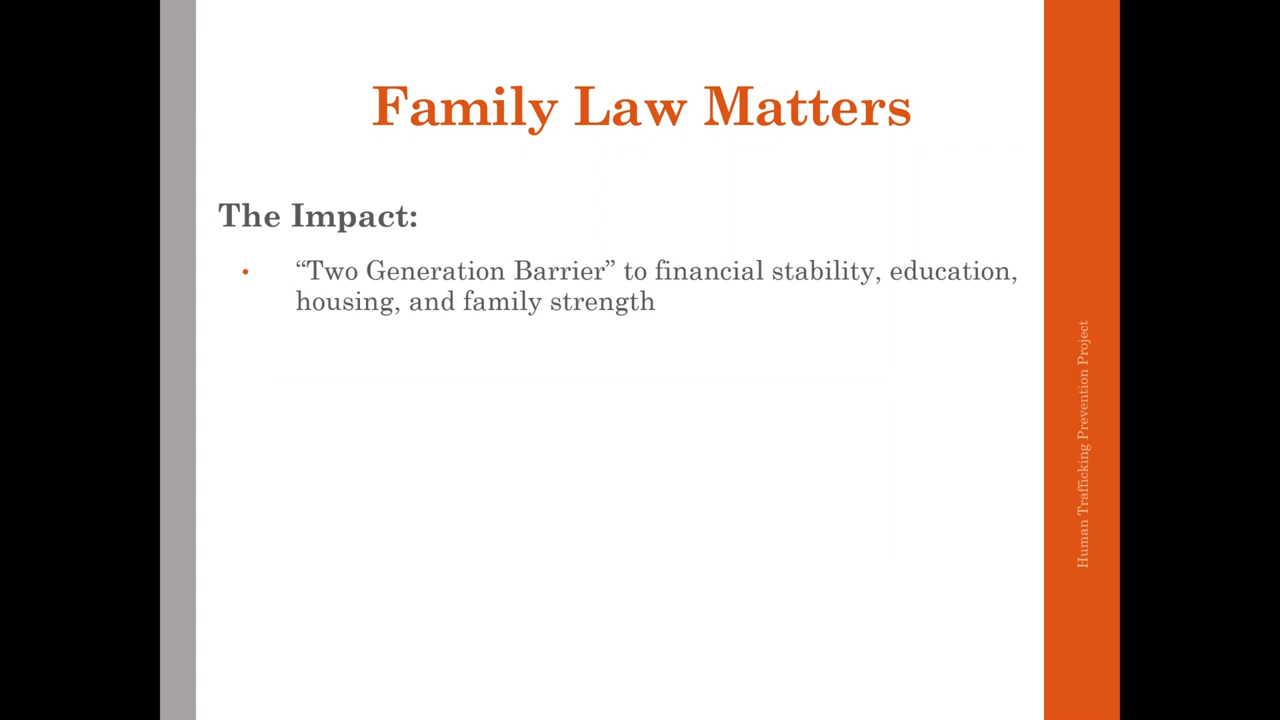 Family Law Matters
The Impact:
• “Two Generation Barrier” to financial stability, education,
housing, and family strength
Human Trafficking Prevention Project